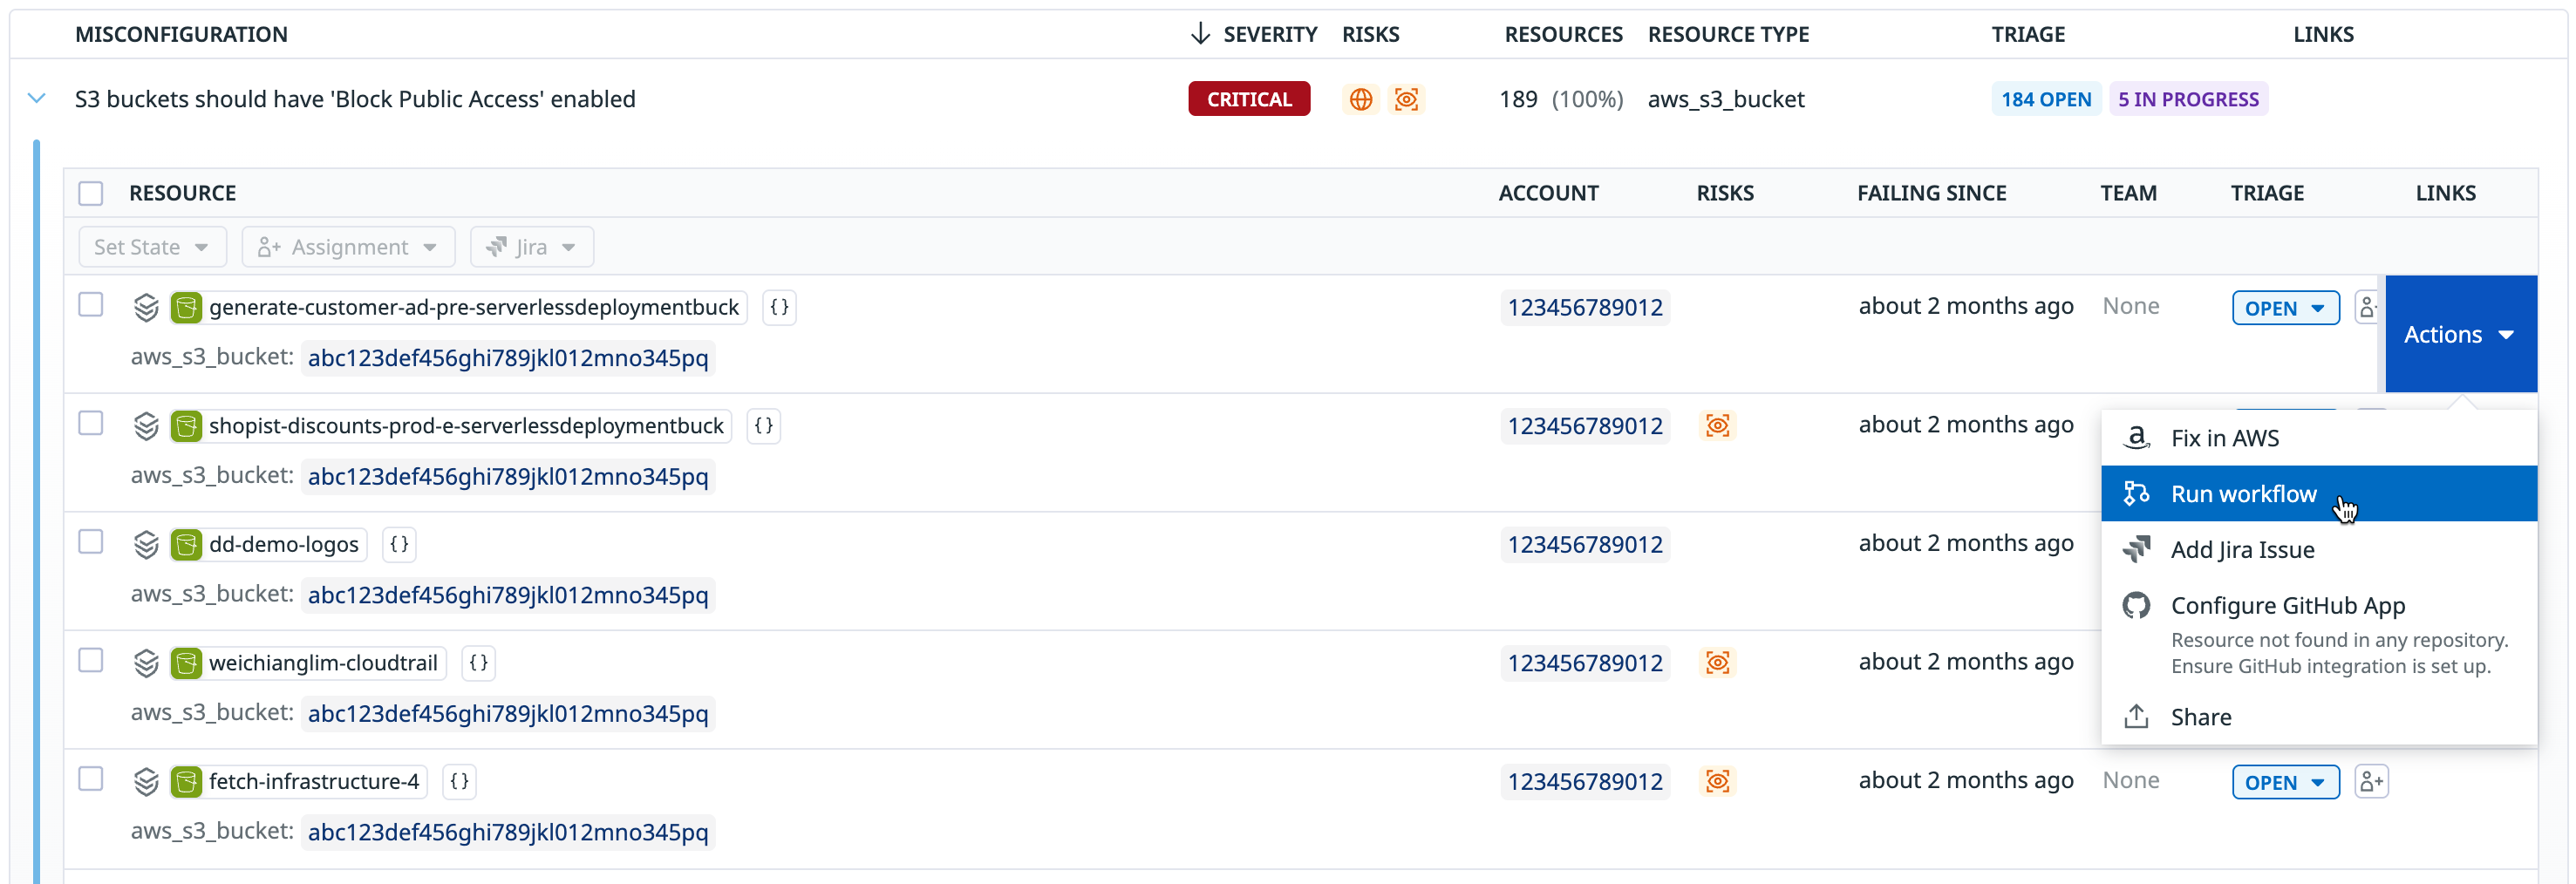 MISCONFIGURATION SEVERITY RISKS RESOURCES RESOURCE TYPE TRIAGE LINKS
S3 buckets should have 'Block Public Access' enabled CRITICAL 189 (100%) aws_s3_bucket 184 OPEN 5 IN PROGRESS
RESOURCE ACCOUNT RISKS FAILING SINCE TEAM TRIAGE LINKS
Set State Assignment Jira
generate-customer-ad-pre-serverlessdeploymentbuck {} 123456789012 about 2 months ago None OPEN Actions
aws_s3_bucket: abc123def456ghi789jkl012mno345pq
shopist-discounts-prod-e-serverlessdeploymentbuck {} 123456789012 about 2 months ago
aws_s3_bucket: abc123def456ghi789jkl012mno345pq
dd-demo-logos {} 123456789012 about 2 months ago
aws_s3_bucket: abc123def456ghi789jkl012mno345pq
weichianglim-cloudtrail {} 123456789012 about 2 months ago
aws_s3_bucket: abc123def456ghi789jkl012mno345pq
fetch-infrastructure-4 {} 123456789012 about 2 months ago None OPEN
aws_s3_bucket: abc123def456ghi789jkl012mno345pq
Fix in AWS
Run workflow
Add Jira Issue
Configure GitHub App
Resource not found in any repository.
Ensure GitHub integration is set up.
Share